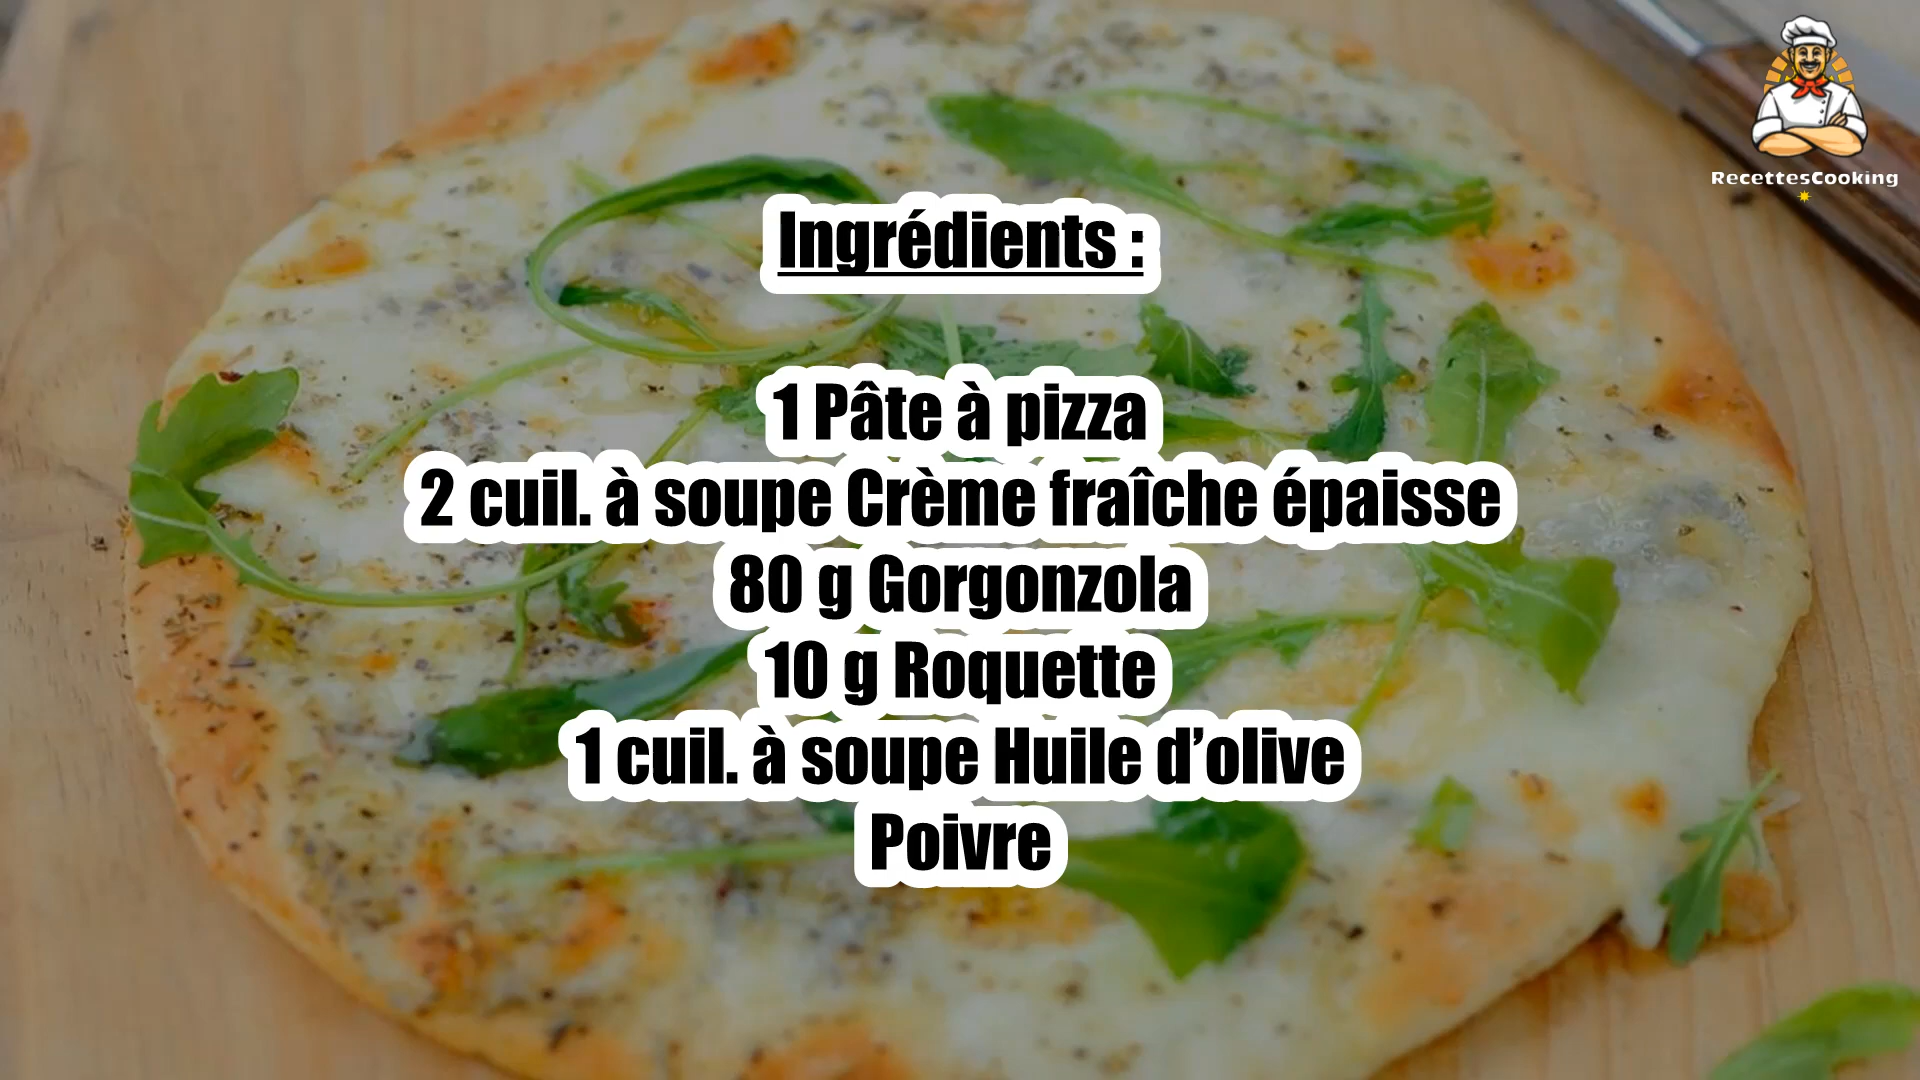 RecettesCooking
Ingrédients :
1 Pâte à pizza
2 cuil. à soupe Crème fraîche épaisse
80 g Gorgonzola
10 g Roquette
1 cuil. à soupe Huile d’olive
Poivre